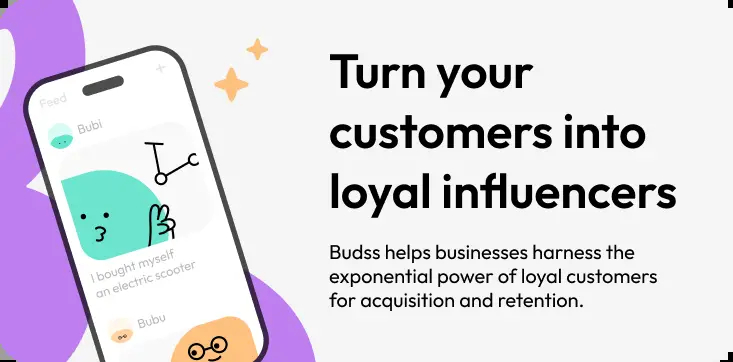 Feed
+
Bubi
I bought myself
an electric scooter
Bubu
Turn your
customers into
loyal influencers
Budss helps businesses harness the
exponential power of loyal customers
for acquisition and retention.